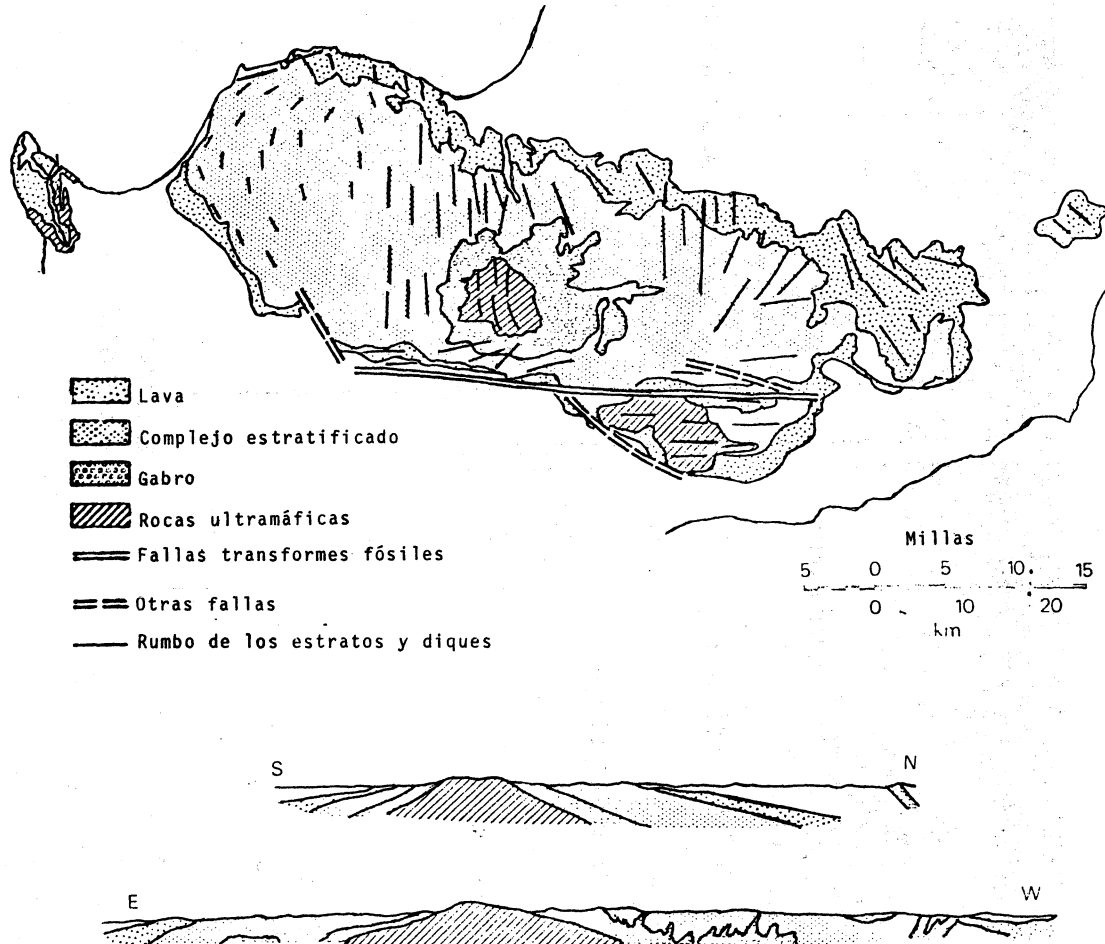 Lava
Complejo estratificado
Gabro
Rocas ultramáficas
Fallas transformes fósiles
Otras fallas
Rumbo de los estratos y diques
Millas
5 0 5 10 15
0 10 20
km
S N
E W